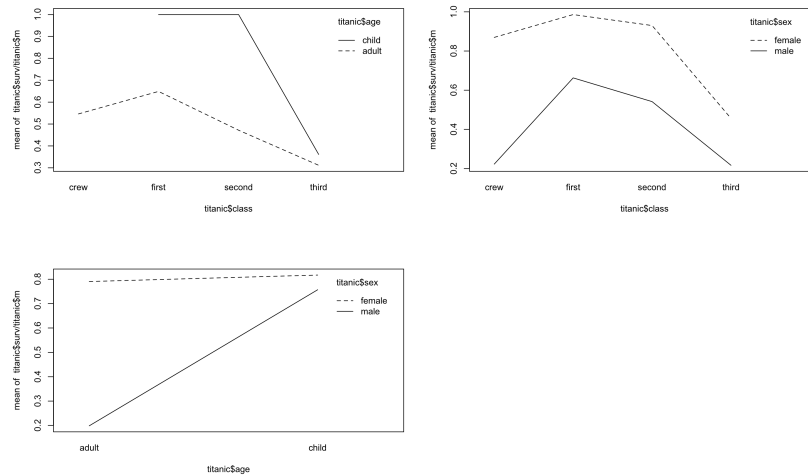 mean of titanic$surv/titanic$m
1.0
0.9
0.8
0.7
0.6
0.5
0.4
0.3
titanic$age
child
adult
crew first second third
titanic$class
mean of titanic$surv/titanic$m
1.0
0.8
0.6
0.4
0.2
titanic$sex
female
male
crew first second third
titanic$class
mean of titanic$surv/titanic$m
0.8
0.7
0.6
0.5
0.4
0.3
0.2
titanic$sex
female
male
adult child
titanic$age